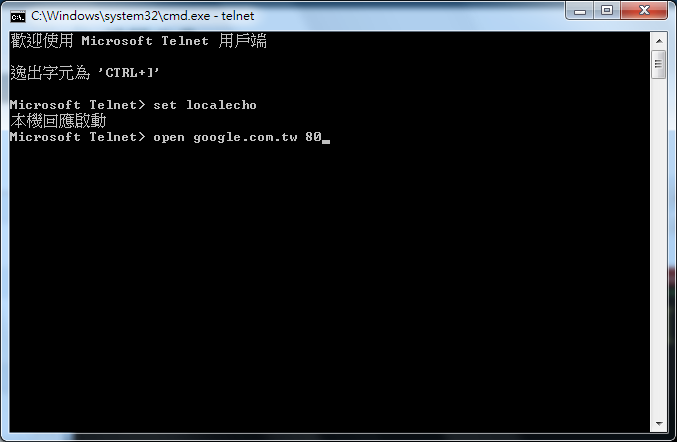 C:\Windows\system32\cmd.exe - telnet
歡迎使用 Microsoft Telnet 用戶端
逸出字元為 'CTRL+]'
Microsoft Telnet> set localecho
本機回應啟動
Microsoft Telnet> open google.com.tw 80